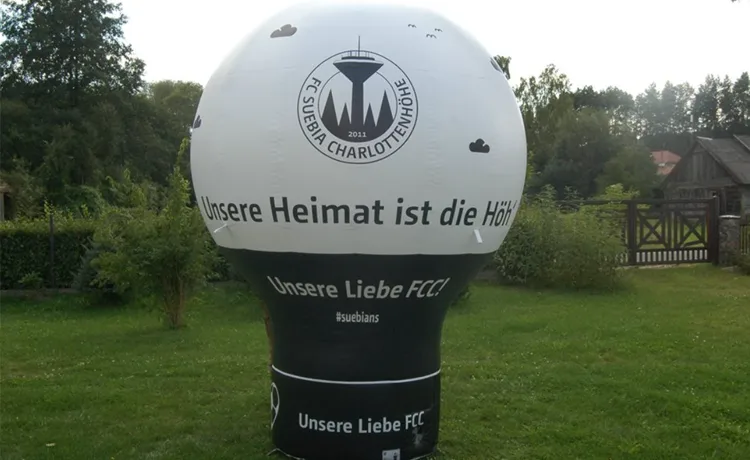 FC SUEBIA CHARLOTTENHÖHE
2011
Unsere Heimat ist die Höh'
Unsere Liebe FCC!
#suebians
Unsere Liebe FCC